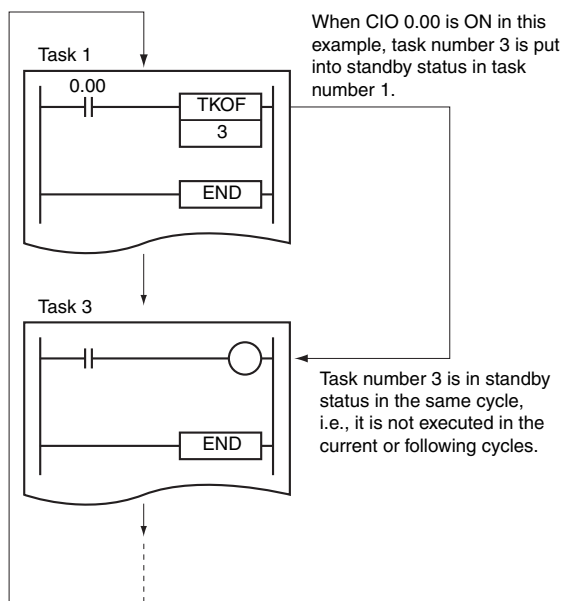 When CIO 0.00 is ON in this
example, task number 3 is put
into standby status in task
number 1.
Task 1
0.00
TKOF
3
END
Task 3
Task number 3 is in standby
status in the same cycle,
i.e., it is not executed in the
current or following cycles.
END